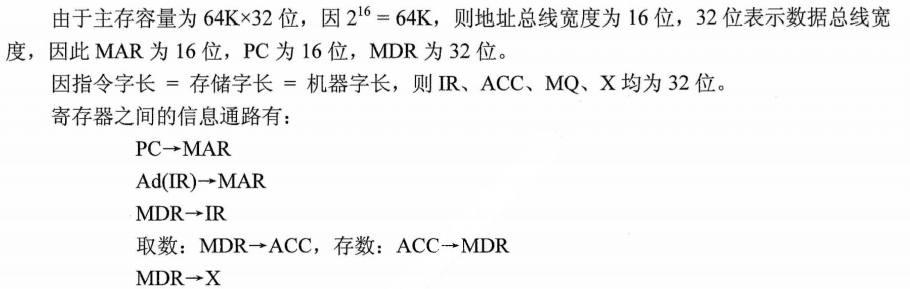 由于主存容量为 64K×32 位，因 2¹⁶ = 64K，则地址总线宽度为 16 位，32 位表示数据总线宽
度，因此 MAR 为 16 位，PC 为 16 位，MDR 为 32 位。
因指令字长 = 存储字长 = 机器字长，则 IR、ACC、MQ、X 均为 32 位。
寄存器之间的信息通路有：
PC→MAR
Ad(IR)→MAR
MDR→IR
取数：MDR→ACC，存数：ACC→MDR
MDR→X